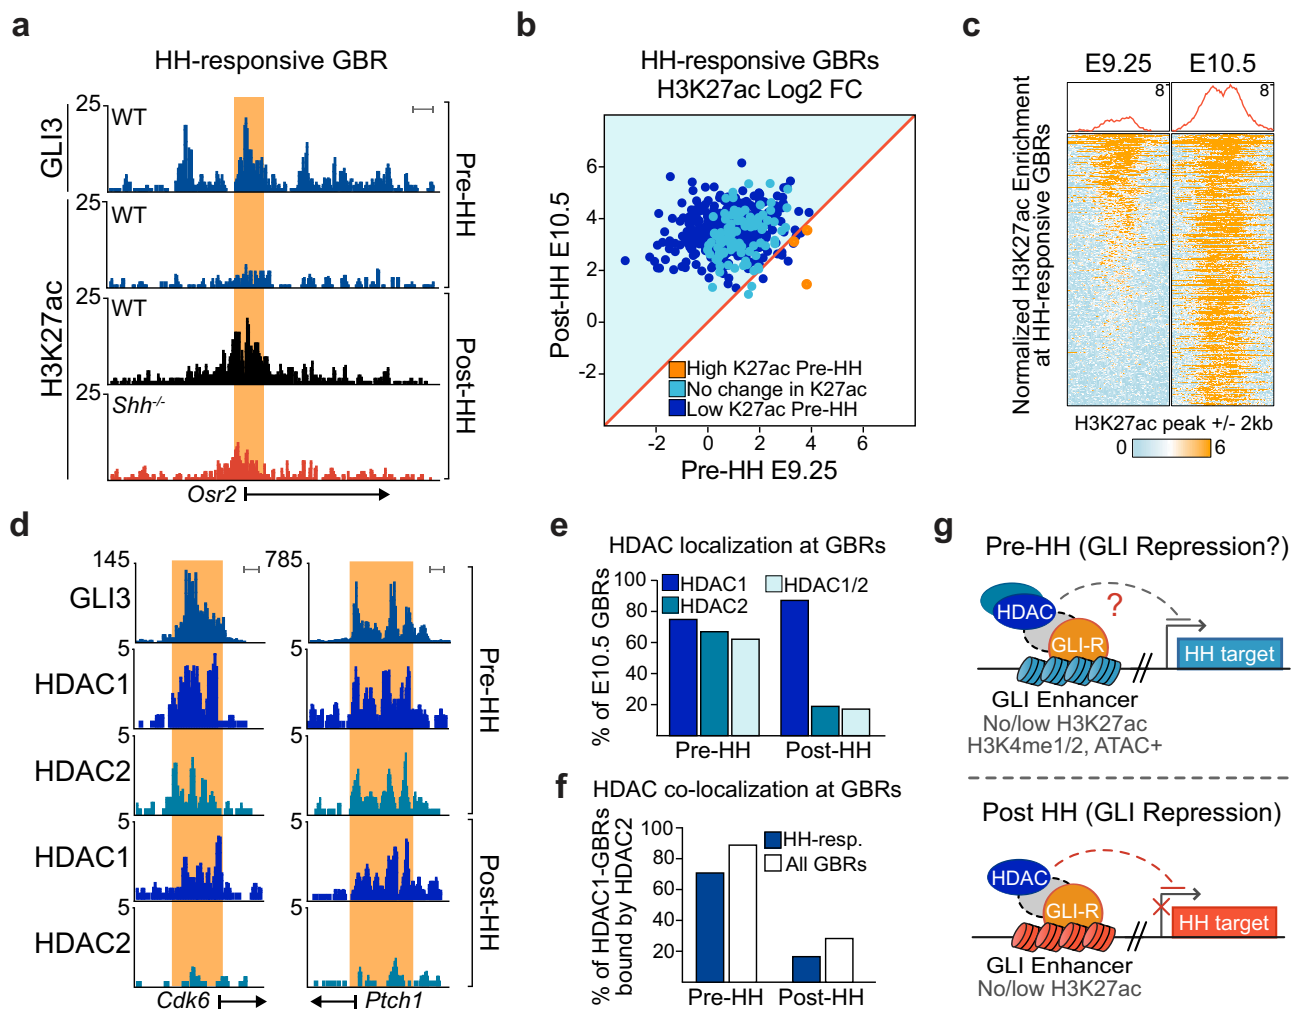 a
HH-responsive GBR
GLI3
H3K27ac
25
WT
25
WT
25
WT
25
Shh-/-
Pre-HH
Post-HH
Osr2
b
HH-responsive GBRs
H3K27ac Log2 FC
Post-HH E10.5
6
4
2
0
-2
High K27ac Pre-HH
No change in K27ac
Low K27ac Pre-HH
-2 0 2 4 6
Pre-HH E9.25
c
E9.25 E10.5
8 8
Normalized H3K27ac Enrichment
at HH-responsive GBRs
H3K27ac peak +/- 2kb
0 6
d
145 785
GLI3
5 5
HDAC1
5 5
HDAC2
5 5
HDAC1
5 5
HDAC2
Pre-HH
Post-HH
Cdk6 Ptch1
e
HDAC localization at GBRs
% of E10.5 GBRs
100
80
60
40
20
HDAC1 HDAC1/2
HDAC2
Pre-HH Post-HH
f
HDAC co-localization at GBRs
% of HDAC1-GBRs
bound by HDAC2
100
80
60
40
20
HH-resp.
All GBRs
Pre-HH Post-HH
g
Pre-HH (GLI Repression?)
HDAC
?
GLI-R
HH target
GLI Enhancer
No/low H3K27ac
H3K4me1/2, ATAC+
Post HH (GLI Repression)
HDAC
GLI-R
HH target
GLI Enhancer
No/low H3K27ac